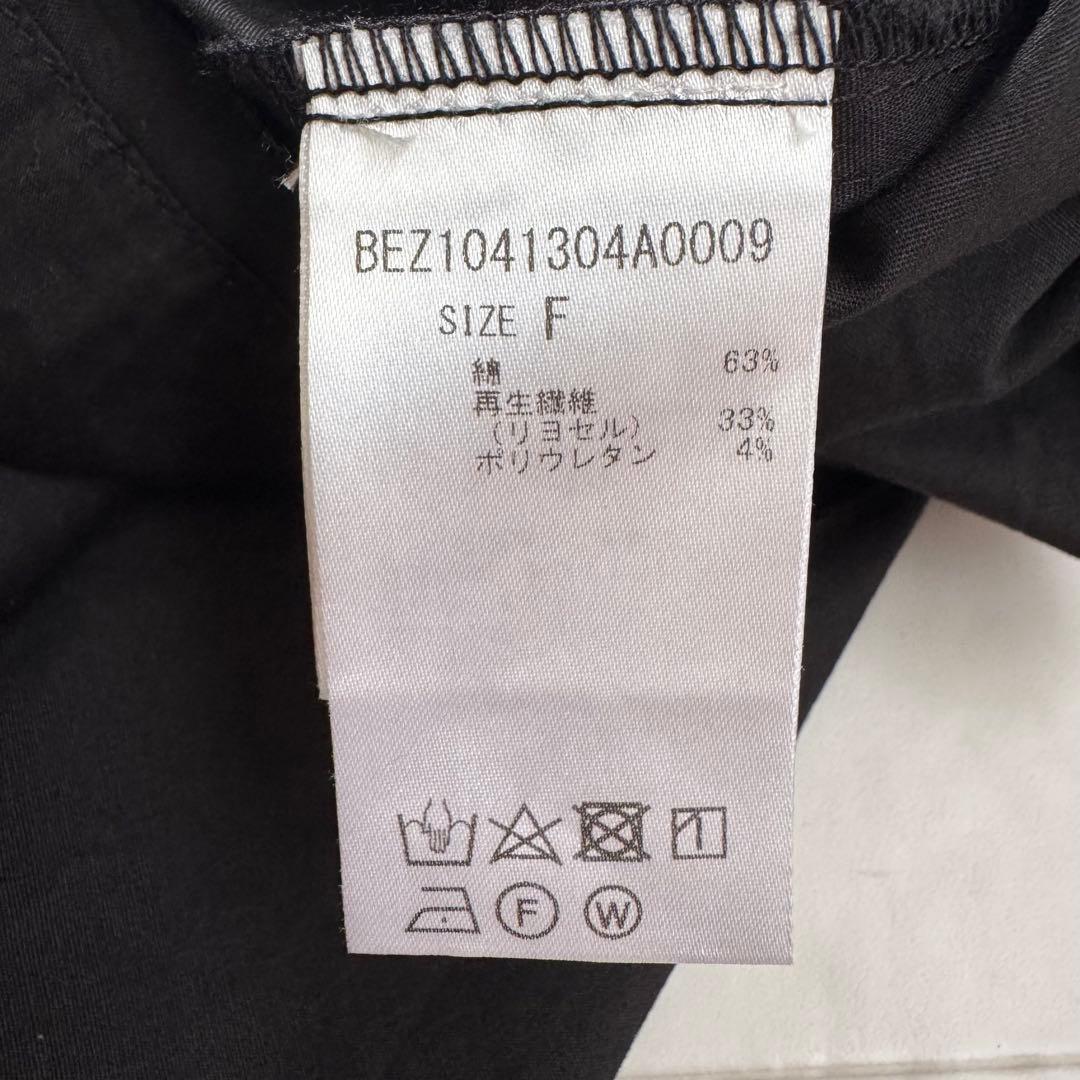 BEZ1041304A0009
SIZE F
綿 63%
再生繊維
(リヨセル) 33%
ポリウレタン 4%
1
F W